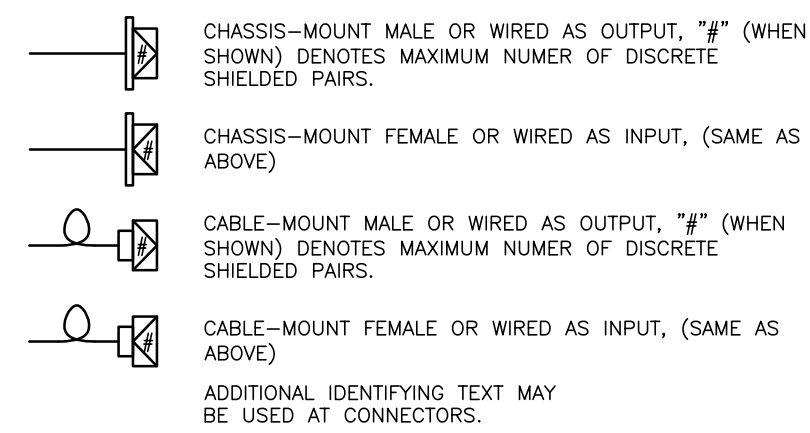 #
CHASSIS–MOUNT MALE OR WIRED AS OUTPUT, "#" (WHEN
SHOWN) DENOTES MAXIMUM NUMER OF DISCRETE
SHIELDED PAIRS.
#
CHASSIS–MOUNT FEMALE OR WIRED AS INPUT, (SAME AS
ABOVE)
#
CABLE–MOUNT MALE OR WIRED AS OUTPUT, "#" (WHEN
SHOWN) DENOTES MAXIMUM NUMER OF DISCRETE
SHIELDED PAIRS.
#
CABLE–MOUNT FEMALE OR WIRED AS INPUT, (SAME AS
ABOVE)
ADDITIONAL IDENTIFYING TEXT MAY
BE USED AT CONNECTORS.